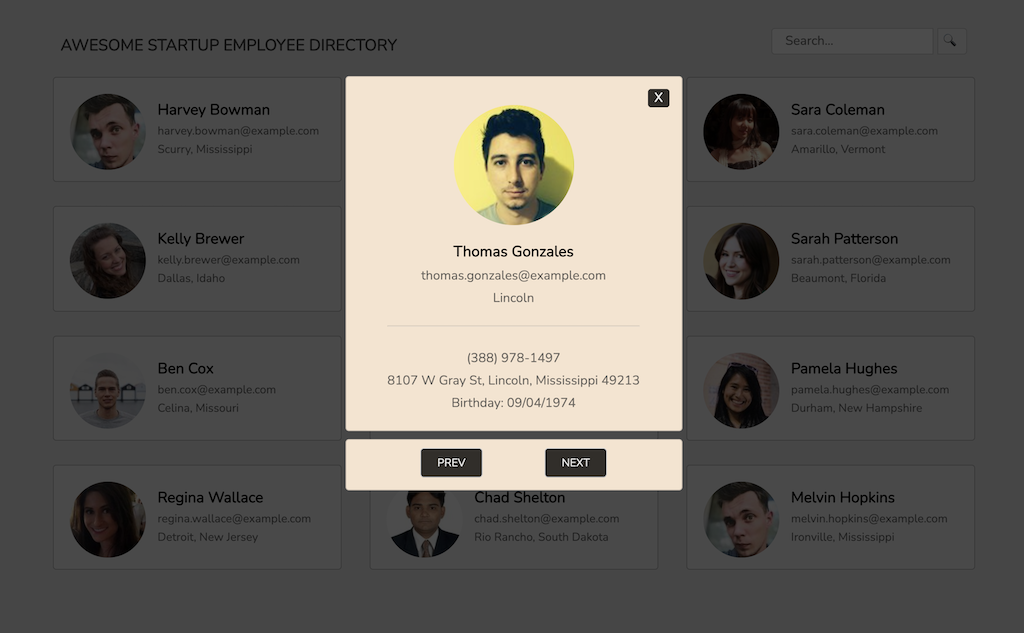 AWESOME STARTUP EMPLOYEE DIRECTORY
Search...
Harvey Bowman
harvey.bowman@example.com
Scurry, Mississippi
X
Thomas Gonzales
thomas.gonzales@example.com
Lincoln
(388) 978-1497
8107 W Gray St, Lincoln, Mississippi 49213
Birthday: 09/04/1974
PREV
NEXT
Sara Coleman
sara.coleman@example.com
Amarillo, Vermont
Kelly Brewer
kelly.brewer@example.com
Dallas, Idaho
Sarah Patterson
sarah.patterson@example.com
Beaumont, Florida
Ben Cox
ben.cox@example.com
Celina, Missouri
Pamela Hughes
pamela.hughes@example.com
Durham, New Hampshire
Regina Wallace
regina.wallace@example.com
Detroit, New Jersey
Chad Shelton
chad.shelton@example.com
Rio Rancho, South Dakota
Melvin Hopkins
melvin.hopkins@example.com
Ironville, Mississippi